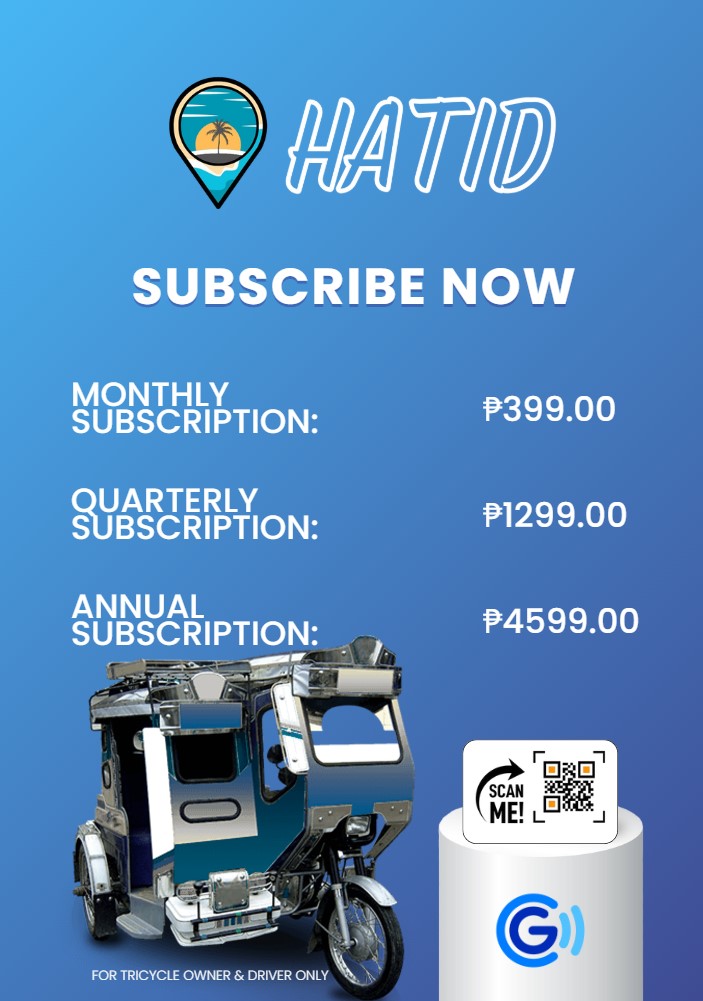 HATID
SUBSCRIBE NOW
MONTHLY
SUBSCRIPTION:
₱399.00
QUARTERLY
SUBSCRIPTION:
₱1299.00
ANNUAL
SUBSCRIPTION:
₱4599.00
SCAN
ME!
G
FOR TRICYCLE OWNER & DRIVER ONLY